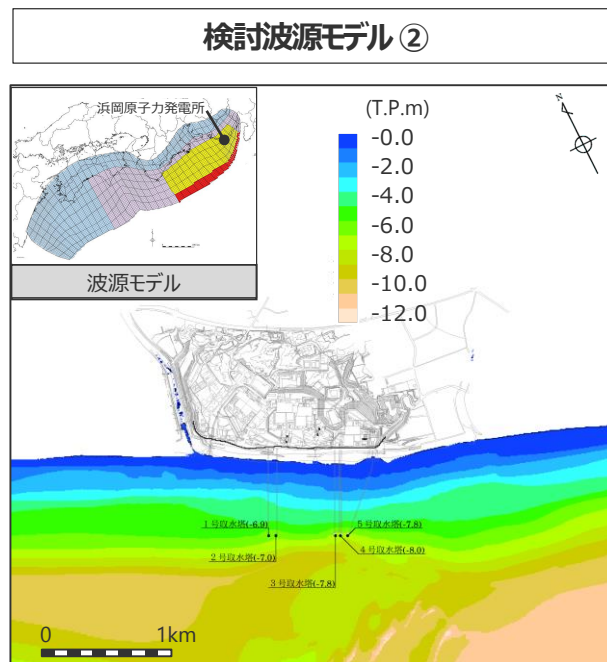 検討波源モデル②
浜岡原子力発電所
波源モデル
(T.P.m)
-0.0
-2.0
-4.0
-6.0
-8.0
-10.0
-12.0
N
1号取水塔(-6.9)
2号取水塔(-7.0)
3号取水塔(-7.8)
4号取水塔(-8.0)
5号取水塔(-7.8)
0 1km